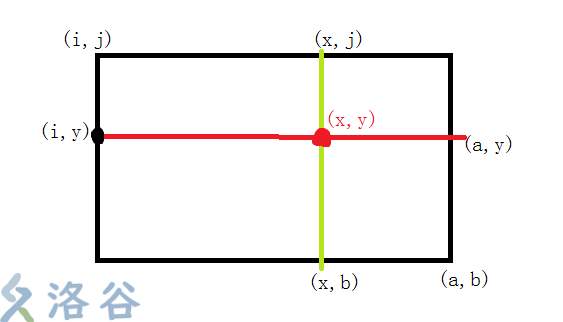 (i,j)
(x,j)
(i,y)
(x,y)
(a,y)
(x,b)
(a,b)
洛谷